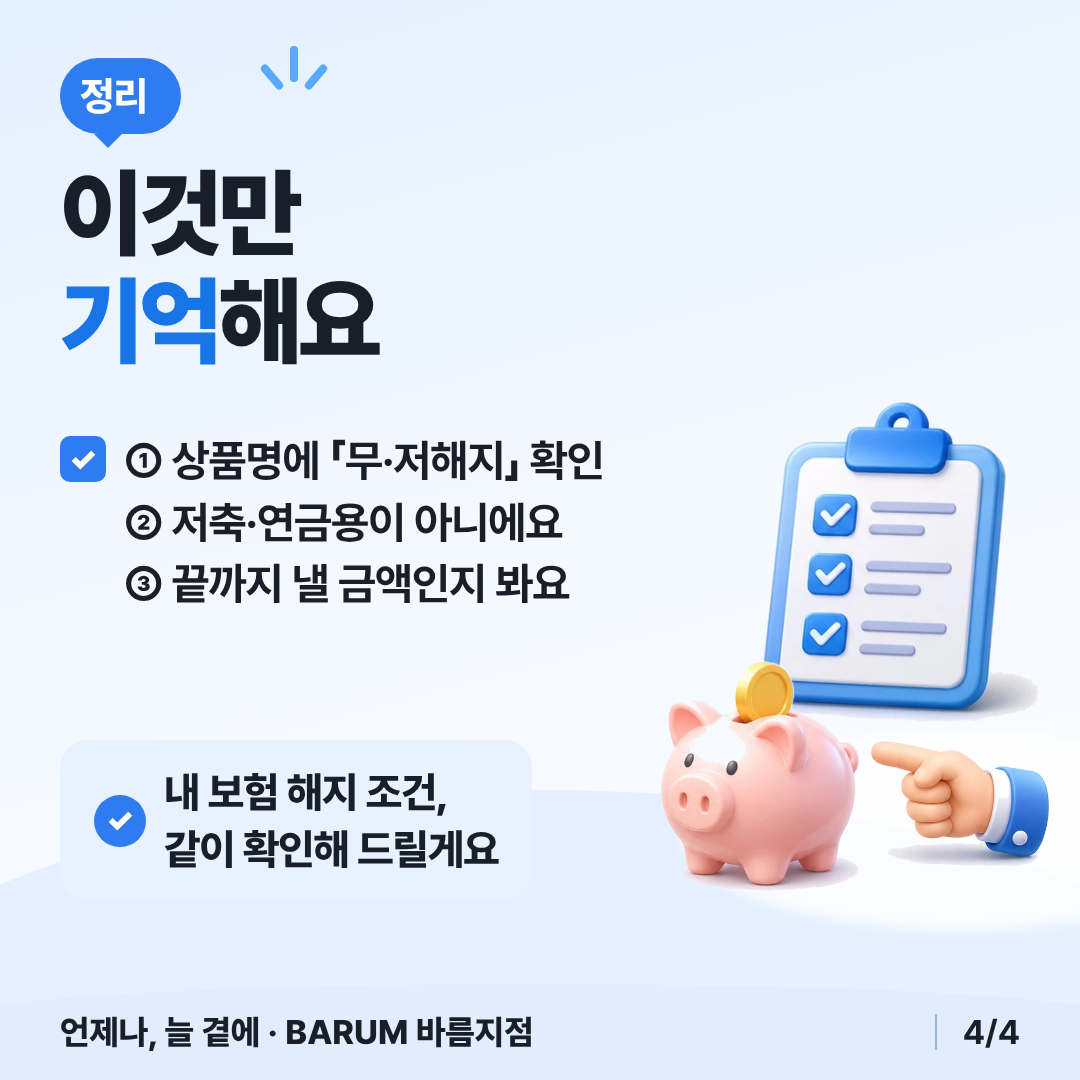 정리
이것만
기억해요
① 상품명에 「무·저해지」 확인
② 저축·연금용이 아니에요
③ 끝까지 낼 금액인지 봐요
내 보험 해지 조건,
같이 확인해 드릴게요
언제나, 늘 곁에 · BARUM 바름지점
4/4